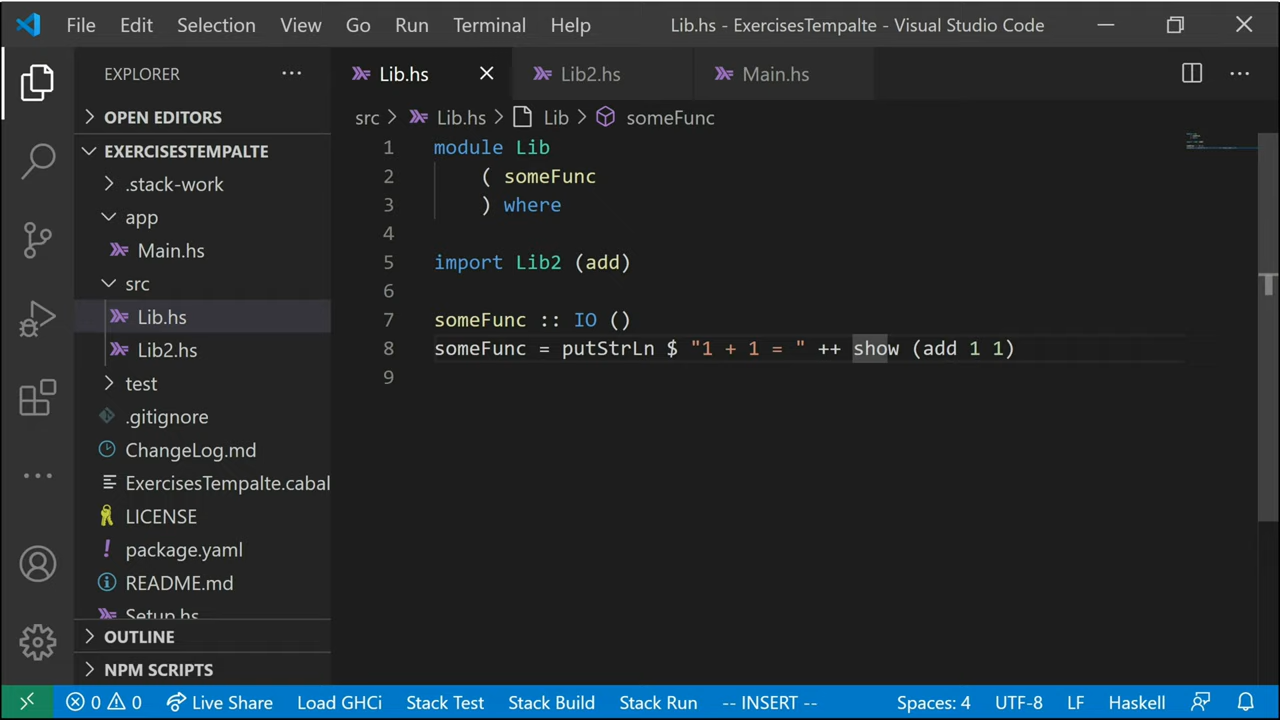 File Edit Selection View Go Run Terminal Help Lib.hs - ExercisesTempalte - Visual Studio Code
EXPLORER
OPEN EDITORS
EXERCISESTEMPALTE
.stack-work
app
Main.hs
src
Lib.hs
Lib2.hs
test
.gitignore
ChangeLog.md
ExercisesTempalte.cabal
LICENSE
package.yaml
README.md
Setup.hs
OUTLINE
NPM SCRIPTS
Lib.hs Lib2.hs Main.hs
src > Lib.hs > Lib > someFunc
1 module Lib
2 ( someFunc
3 ) where
4
5 import Lib2 (add)
6
7 someFunc :: IO ()
8 someFunc = putStrLn $ "1 + 1 = " ++ show (add 1 1)
9
0 0 Live Share Load GHCi Stack Test Stack Build Stack Run -- INSERT -- Spaces: 4 UTF-8 LF Haskell